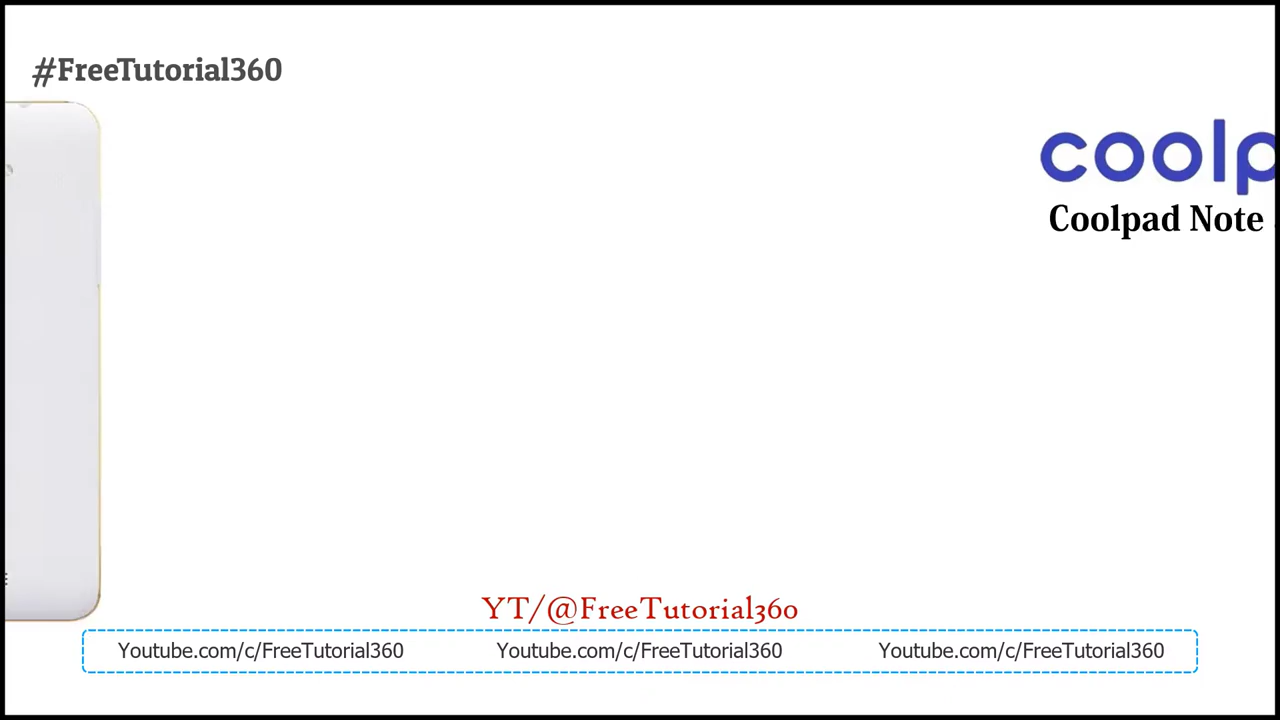 #FreeTutorial360
coolp
Coolpad Note
YT/@FreeTutorial360
Youtube.com/c/FreeTutorial360 Youtube.com/c/FreeTutorial360 Youtube.com/c/FreeTutorial360